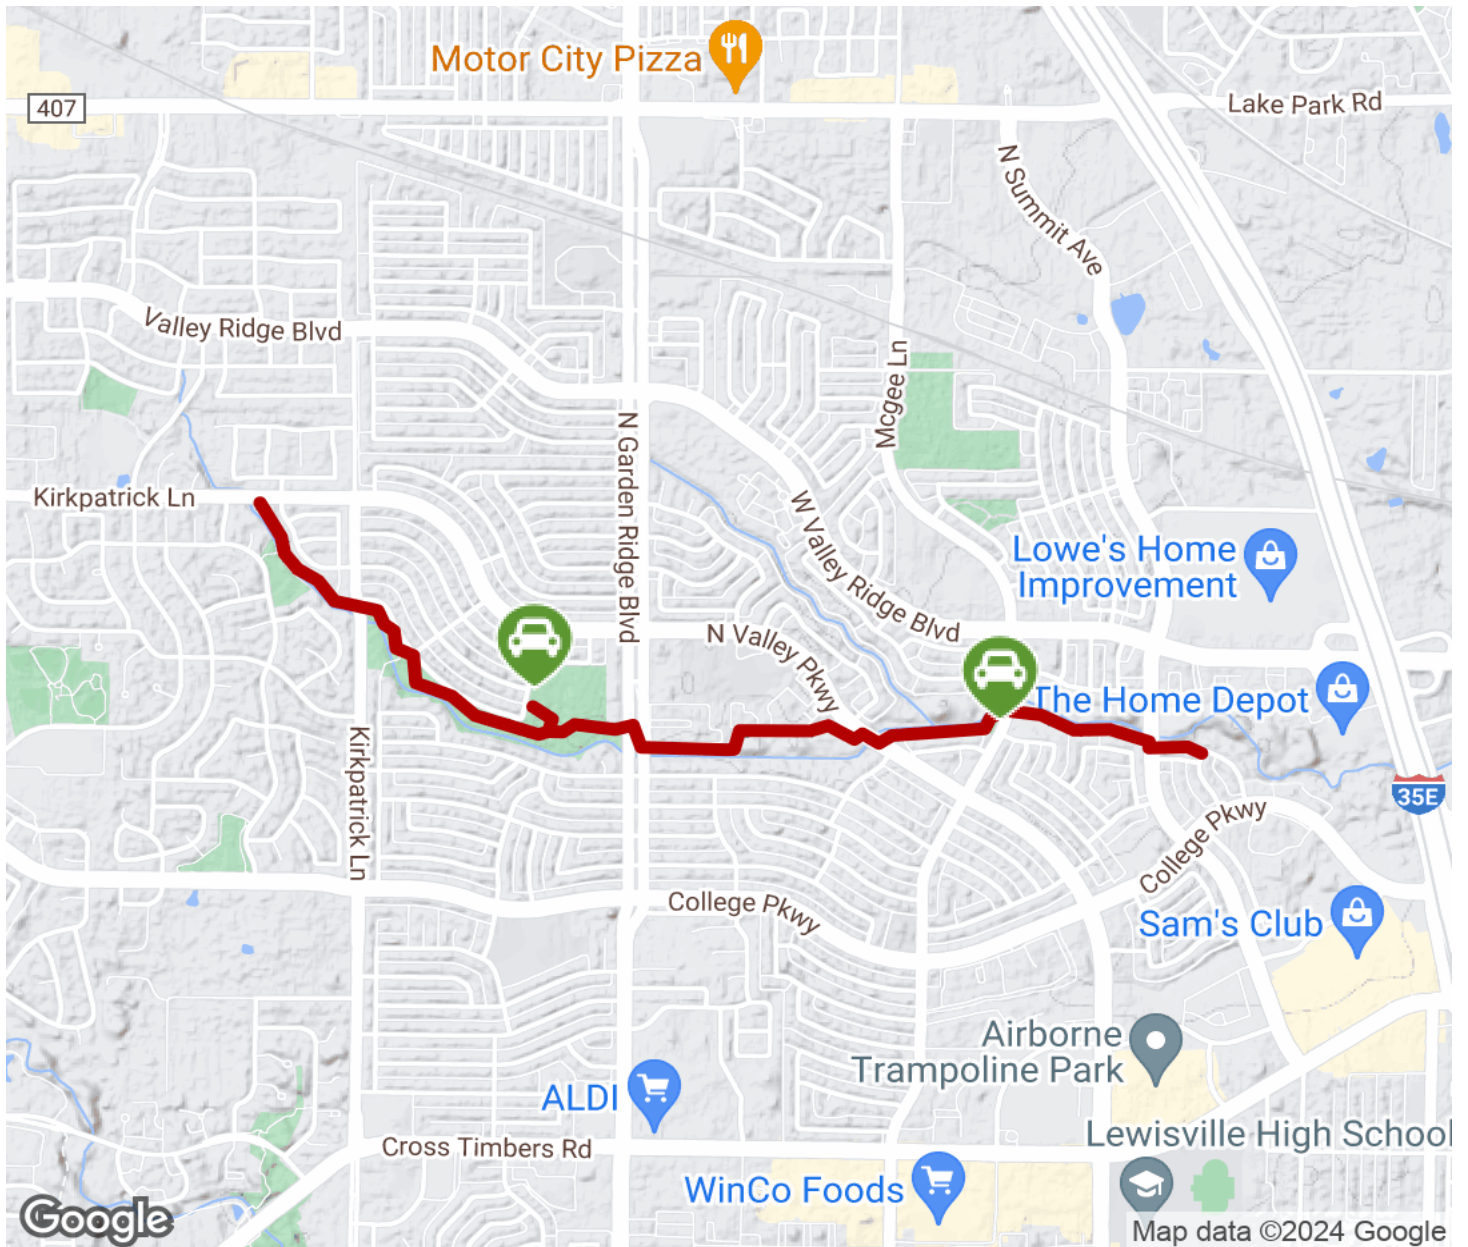 Motor City Pizza
407
Lake Park Rd
N Summit Ave
Valley Ridge Blvd
Mcgee Ln
N Garden Ridge Blvd
Kirkpatrick Ln
W Valley Ridge Blvd
Lowe's Home
Improvement
N Valley Pkwy
The Home Depot
Kirkpatrick Ln
35E
College Pkwy
College Pkwy
Sam's Club
Airborne
Trampoline Park
ALDI
Cross Timbers Rd
Lewisville High School
WinCo Foods
Google
Map data ©2024 Google